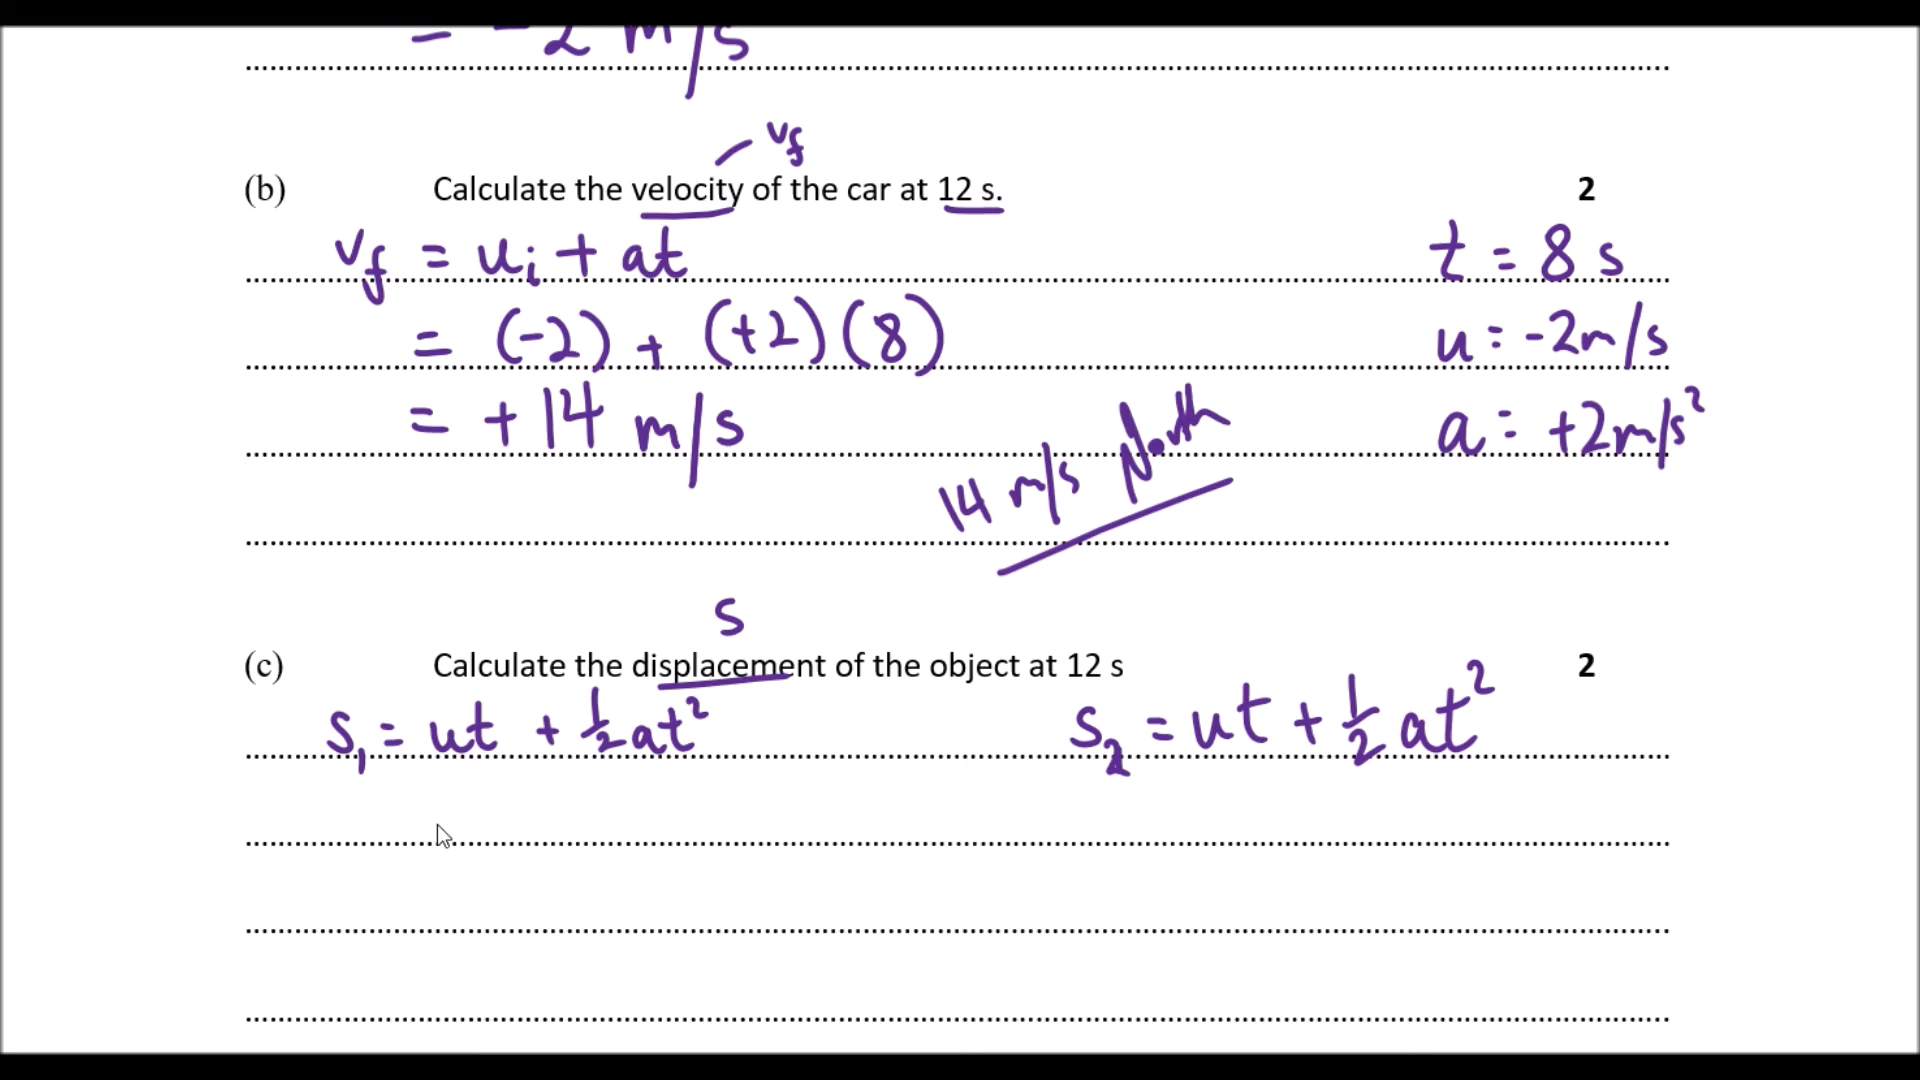 = -2 m/s
vf
(b) Calculate the velocity of the car at 12 s. 2
vf = ui + at t = 8 s
= (-2) + (+2)(8) u = -2m/s
= +14 m/s a = +2m/s²
14 m/s North
s
(c) Calculate the displacement of the object at 12 s 2
s₁ = ut + ½at² s₂ = ut + ½at²